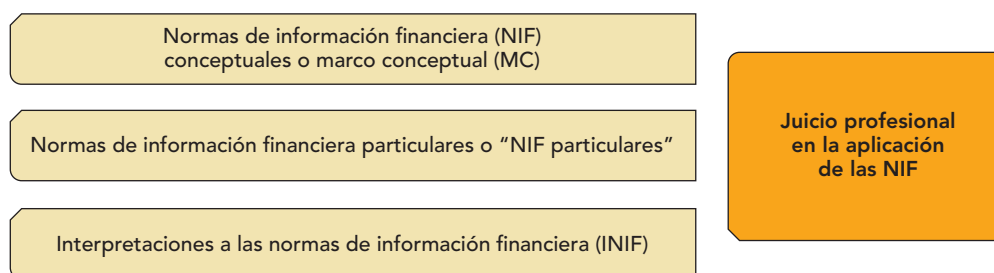 Normas de información financiera (NIF)
conceptuales o marco conceptual (MC)
Normas de información financiera particulares o “NIF particulares”
Interpretaciones a las normas de información financiera (INIF)
Juicio profesional
en la aplicación
de las NIF